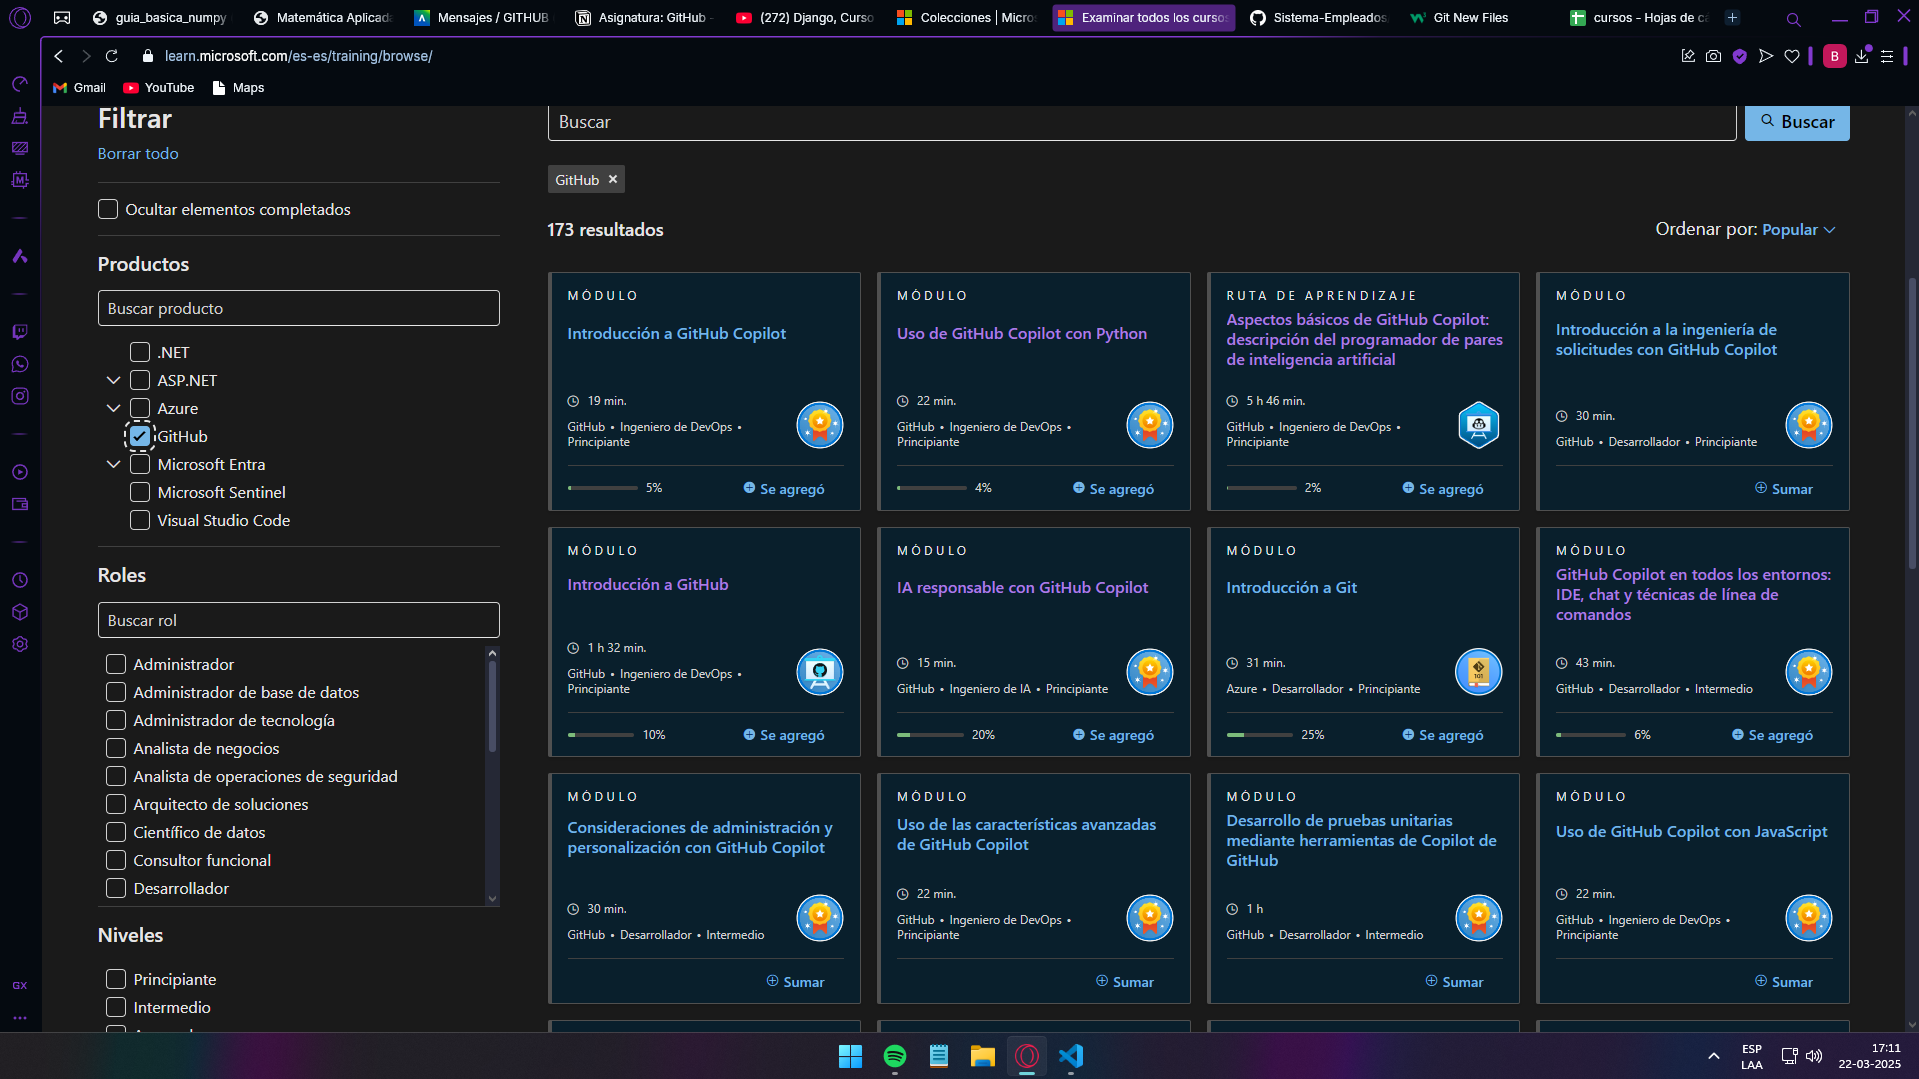 guia_basica_numpy
Matemática Aplicada
Mensajes / GITHUB
Asignatura: GitHub -
(272) Django, Curso
Colecciones | Micros
Examinar todos los cursos
Sistema-Empleados
Git New Files
cursos - Hojas de cá
learn.microsoft.com/es-es/training/browse/
B
Gmail
YouTube
Maps
Filtrar
Borrar todo
Ocultar elementos completados
Productos
Buscar producto
.NET
ASP.NET
Azure
GitHub
Microsoft Entra
Microsoft Sentinel
Visual Studio Code
Roles
Buscar rol
Administrador
Administrador de base de datos
Administrador de tecnología
Analista de negocios
Analista de operaciones de seguridad
Arquitecto de soluciones
Científico de datos
Consultor funcional
Desarrollador
Niveles
Principiante
Intermedio
Buscar
Buscar
GitHub ×
173 resultados
Ordenar por: Popular
MÓDULO
Introducción a GitHub Copilot
19 min.
GitHub • Ingeniero de DevOps •
Principiante
5%
Se agregó
MÓDULO
Uso de GitHub Copilot con Python
22 min.
GitHub • Ingeniero de DevOps •
Principiante
4%
Se agregó
RUTA DE APRENDIZAJE
Aspectos básicos de GitHub Copilot:
descripción del programador de pares
de inteligencia artificial
5 h 46 min.
GitHub • Ingeniero de DevOps •
Principiante
2%
Se agregó
MÓDULO
Introducción a la ingeniería de
solicitudes con GitHub Copilot
30 min.
GitHub • Desarrollador • Principiante
Sumar
MÓDULO
Introducción a GitHub
1 h 32 min.
GitHub • Ingeniero de DevOps •
Principiante
10%
Se agregó
MÓDULO
IA responsable con GitHub Copilot
15 min.
GitHub • Ingeniero de IA • Principiante
20%
Se agregó
MÓDULO
Introducción a Git
31 min.
Azure • Desarrollador • Principiante
101
25%
Se agregó
MÓDULO
GitHub Copilot en todos los entornos:
IDE, chat y técnicas de línea de
comandos
43 min.
GitHub • Desarrollador • Intermedio
6%
Se agregó
MÓDULO
Consideraciones de administración y
personalización con GitHub Copilot
30 min.
GitHub • Desarrollador • Intermedio
Sumar
MÓDULO
Uso de las características avanzadas
de GitHub Copilot
22 min.
GitHub • Ingeniero de DevOps •
Principiante
Sumar
MÓDULO
Desarrollo de pruebas unitarias
mediante herramientas de Copilot de
GitHub
1 h
GitHub • Desarrollador • Intermedio
Sumar
MÓDULO
Uso de GitHub Copilot con JavaScript
22 min.
GitHub • Ingeniero de DevOps •
Principiante
Sumar
GX
ESP
LAA
17:11
22-03-2025